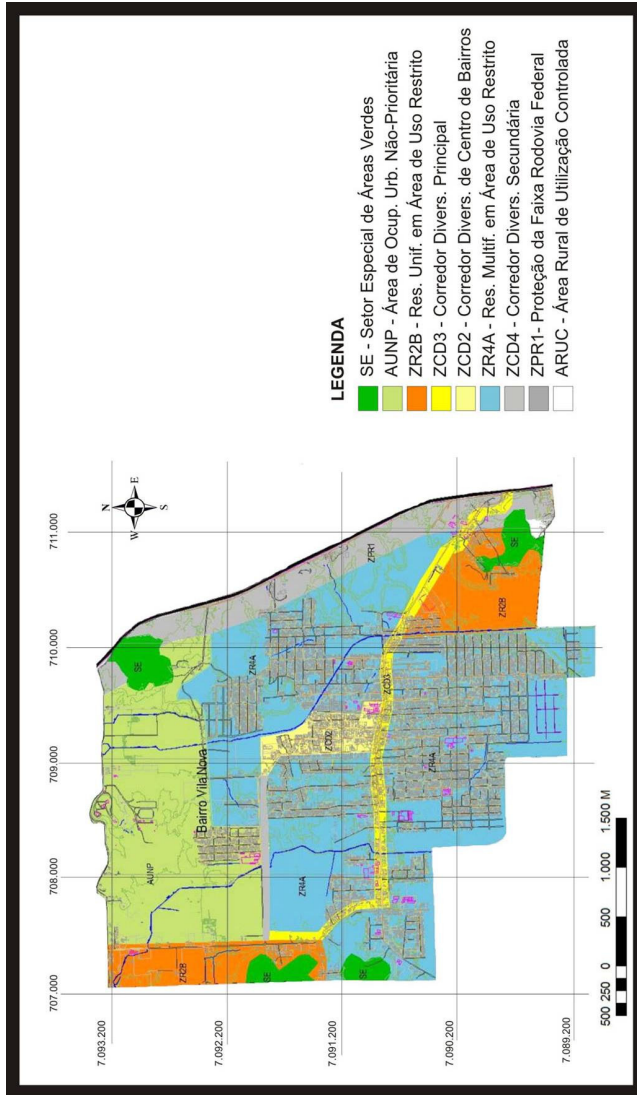 LEGENDA
SE - Setor Especial de Áreas Verdes
AUNP - Área de Ocup. Urb. Não-Prioritária
ZR2B - Res. Unif. em Área de Uso Restrito
ZCD3 - Corredor Divers. Principal
ZCD2 - Corredor Divers. de Centro de Bairros
ZR4A - Res. Multif. em Área de Uso Restrito
ZCD4 - Corredor Divers. Secundária
ZPR1- Proteção da Faixa Rodovia Federal
ARUC - Área Rural de Utilização Controlada
N
W E
S
707.000
708.000
709.000
710.000
711.000
7.093.200
7.092.200
7.091.200
7.090.200
7.089.200
AUNP
SE
ZR2B
Bairro Vila Nova
ZR4A
ZPR1
SE
ZR4A
ZCD2
SE
ZCD3
ZR4A
ZR2B
SE
500 250 0 500 1.000 1.500 M